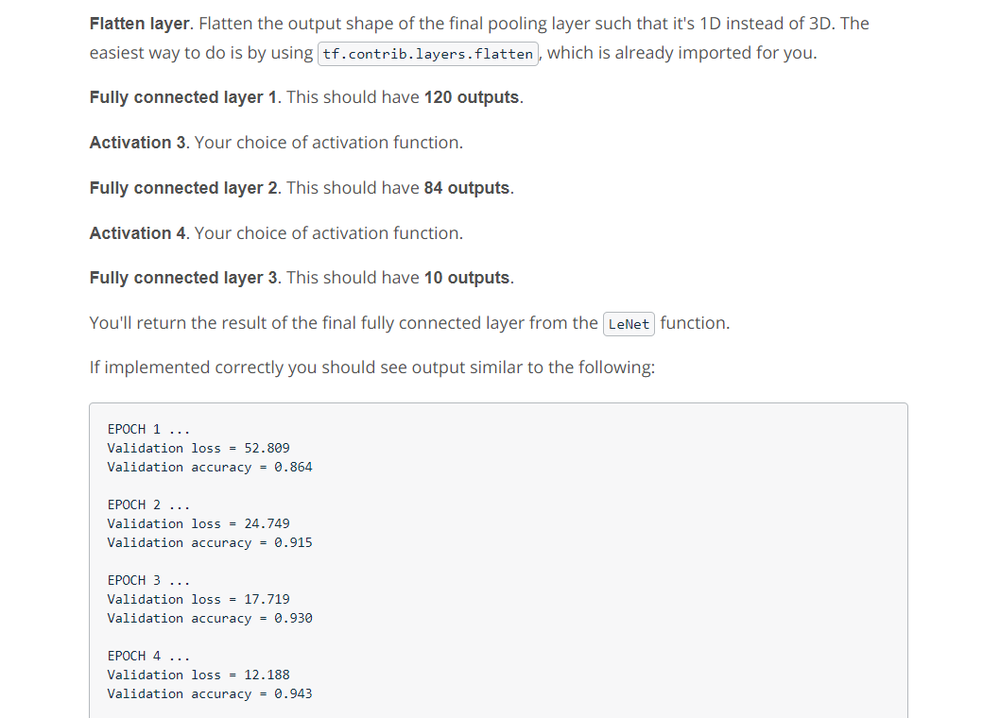 Flatten layer. Flatten the output shape of the final pooling layer such that it's 1D instead of 3D. The
easiest way to do is by using tf.contrib.layers.flatten, which is already imported for you.
Fully connected layer 1. This should have 120 outputs.
Activation 3. Your choice of activation function.
Fully connected layer 2. This should have 84 outputs.
Activation 4. Your choice of activation function.
Fully connected layer 3. This should have 10 outputs.
You'll return the result of the final fully connected layer from the LeNet function.
If implemented correctly you should see output similar to the following:
EPOCH 1 ...
Validation loss = 52.809
Validation accuracy = 0.864
EPOCH 2 ...
Validation loss = 24.749
Validation accuracy = 0.915
EPOCH 3 ...
Validation loss = 17.719
Validation accuracy = 0.930
EPOCH 4 ...
Validation loss = 12.188
Validation accuracy = 0.943